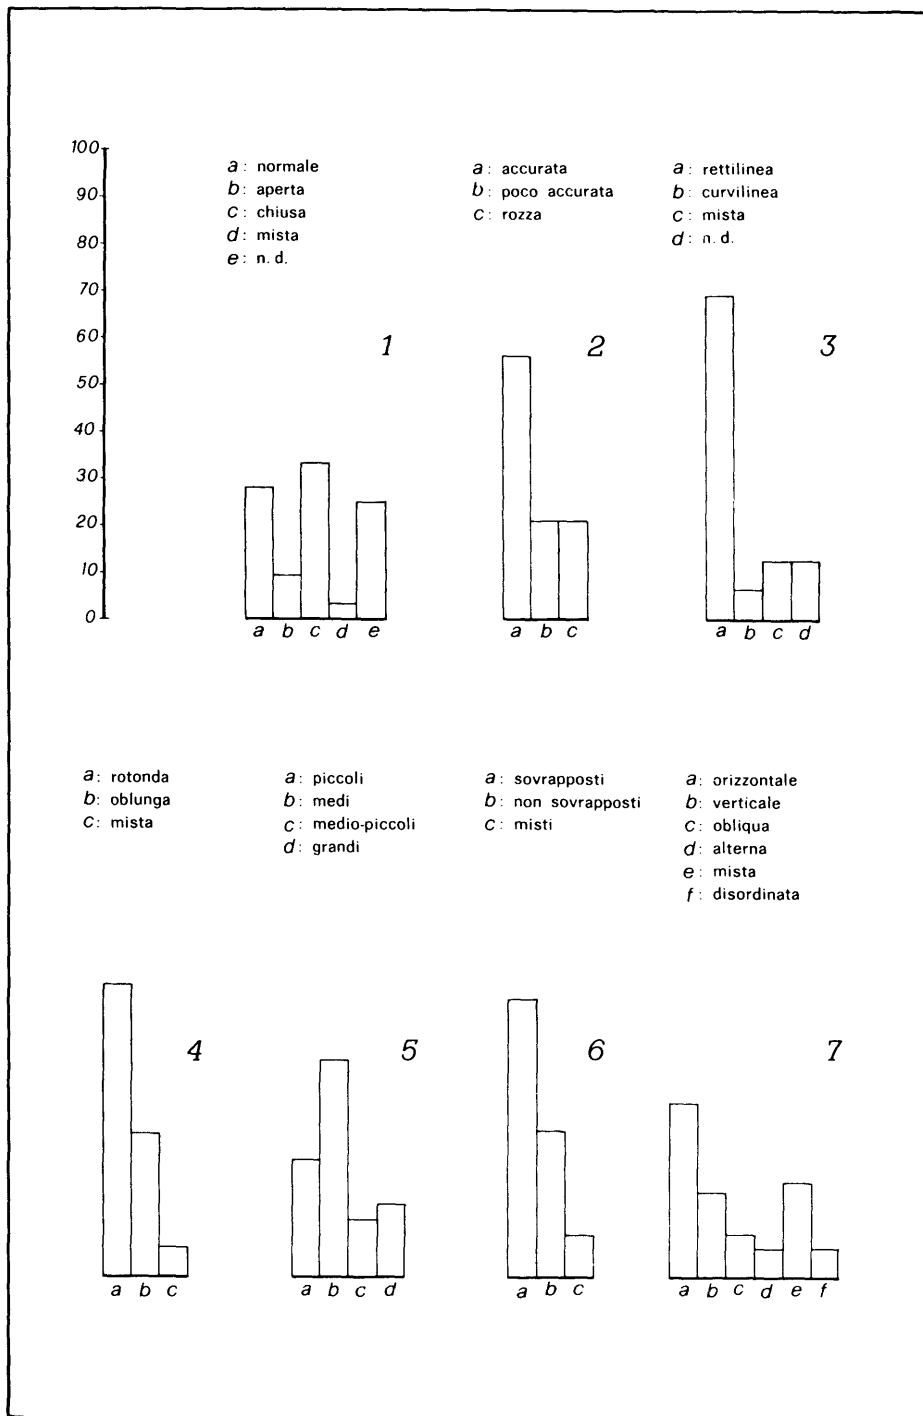 100
90
80
70
60
50
40
30
20
10
0
a: normale
b: aperta
c: chiusa
d: mista
e: n.d.
1
a b c d e
a: accurata
b: poco accurata
c: rozza
2
a b c
a: rettilinea
b: curvilinea
c: mista
d: n.d.
3
a b c d
a: rotonda
b: oblunga
c: mista
4
a b c
a: piccoli
b: medi
c: medio-piccoli
d: grandi
5
a b c d
a: sovrapposti
b: non sovrapposti
c: misti
6
a b c
a: orizzontale
b: verticale
c: obliqua
d: alterna
e: mista
f: disordinata
7
a b c d e f